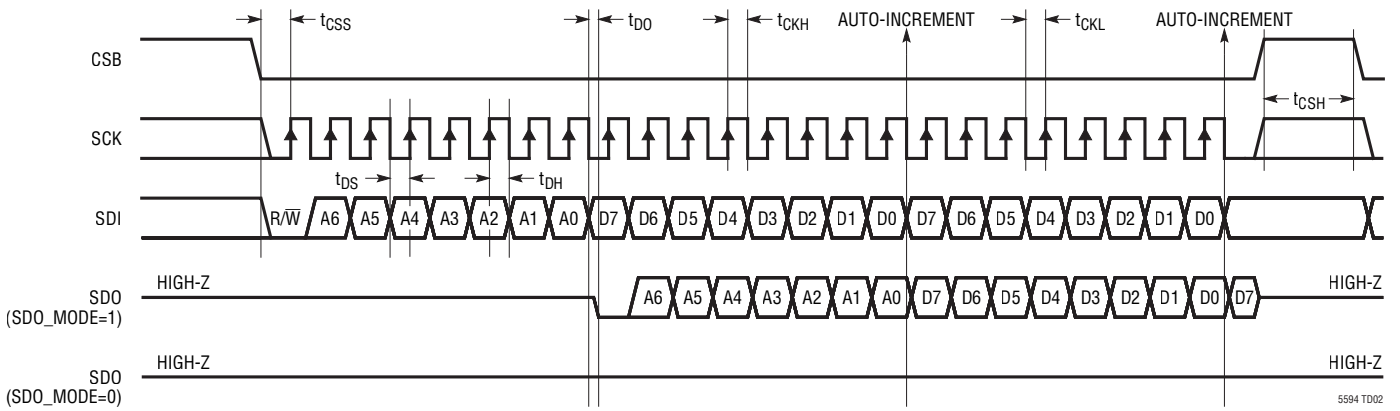 tCSS tDO tCKH AUTO-INCREMENT tCKL AUTO-INCREMENT
CSB
tCSH
SCK
tDS tDH
SDI R/W̅ A6 A5 A4 A3 A2 A1 A0 D7 D6 D5 D4 D3 D2 D1 D0 D7 D6 D5 D4 D3 D2 D1 D0
HIGH-Z HIGH-Z
SDO A6 A5 A4 A3 A2 A1 A0 D7 D6 D5 D4 D3 D2 D1 D0 D7
(SDO_MODE=1)
HIGH-Z HIGH-Z
SDO
(SDO_MODE=0)
5594 TD02